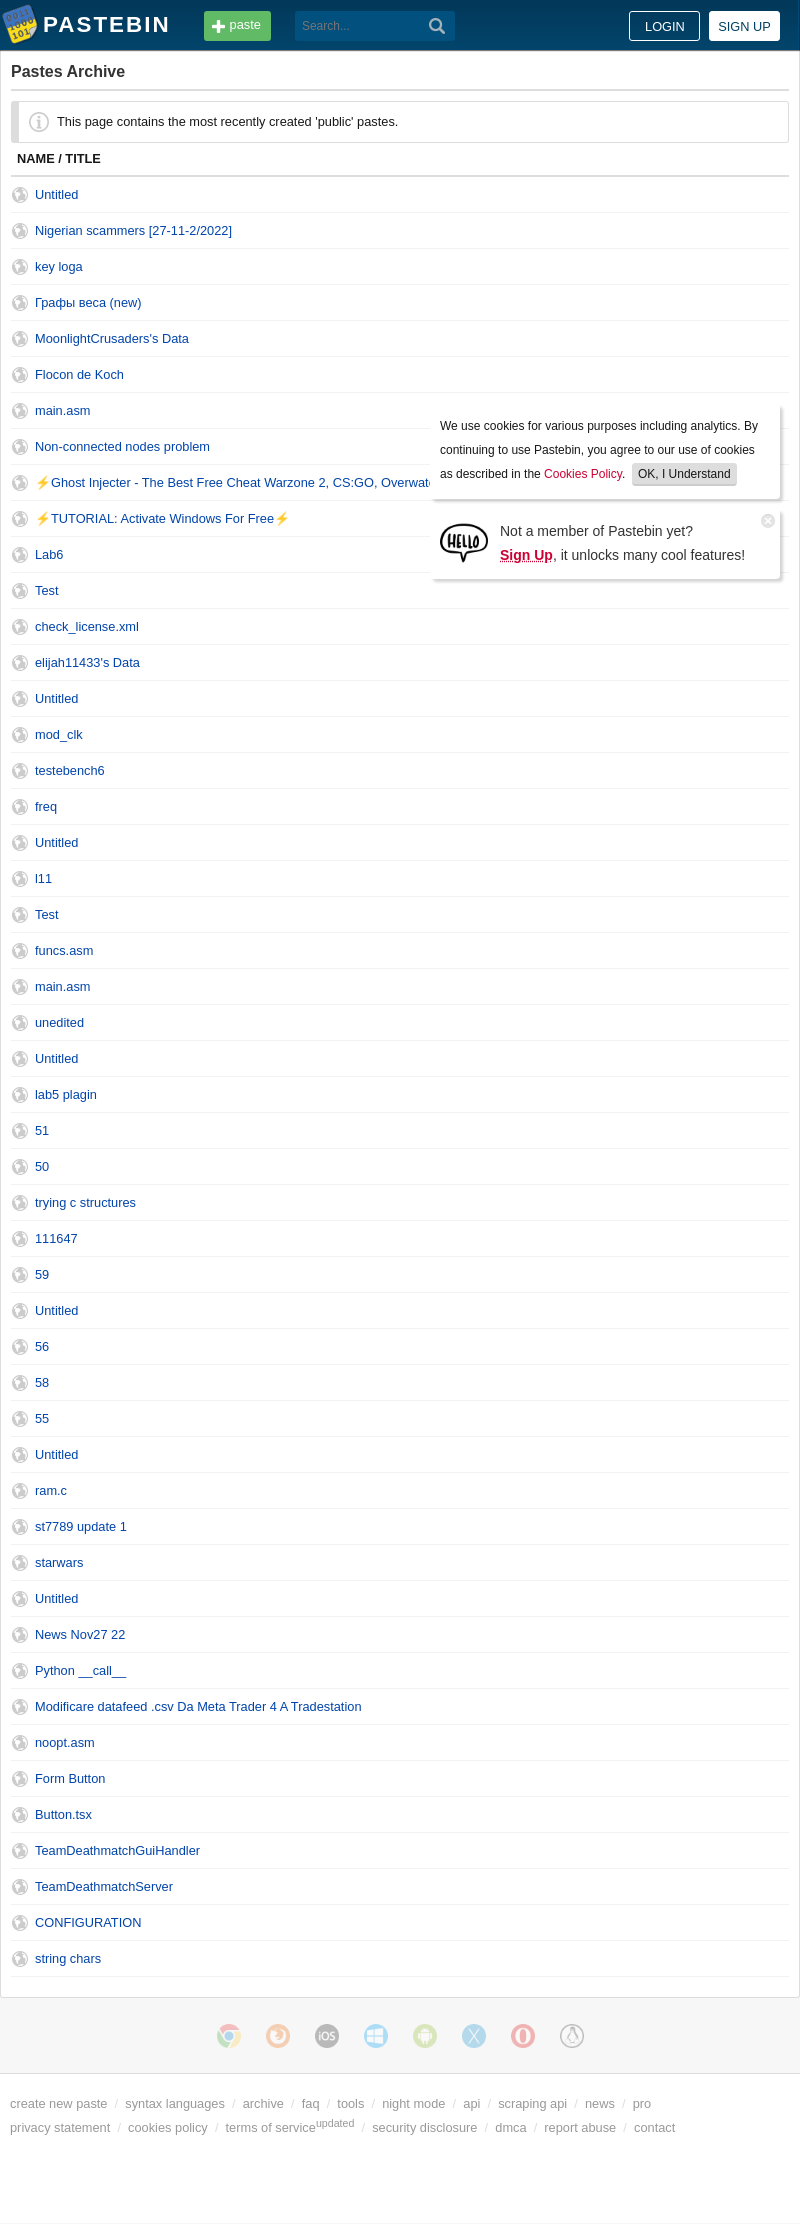 PASTEBIN
paste
Search...
LOGIN
SIGN UP
Pastes Archive
This page contains the most recently created 'public' pastes.
NAME / TITLE
Untitled
Nigerian scammers [27-11-2/2022]
key loga
Графы веса (new)
MoonlightCrusaders's Data
Flocon de Koch
main.asm
Non-connected nodes problem
⚡Ghost Injecter - The Best Free Cheat Warzone 2, CS:GO,
⚡TUTORIAL: Activate Windows For Free⚡
Lab6
We use cookies for various purposes including analytics. By
continuing to use Pastebin, you agree to our use of cookies
as described in the Cookies Policy. OK, I Understand
HELLO
Not a member of Pastebin yet?
Sign Up, it unlocks many cool features!
Test
check_license.xml
elijah11433's Data
Untitled
mod_clk
testebench6
freq
Untitled
l11
Test
funcs.asm
main.asm
unedited
Untitled
lab5 plagin
51
50
trying c structures
111647
59
Untitled
56
58
55
Untitled
ram.c
st7789 update 1
starwars
Untitled
News Nov27 22
Python __call__
Modificare datafeed .csv Da Meta Trader 4 A Tradestation
noopt.asm
Form Button
Button.tsx
TeamDeathmatchGuiHandler
TeamDeathmatchServer
CONFIGURATION
string chars
iOS
create new paste / syntax languages / archive / faq / tools / night mode / api / scraping api / news / pro
privacy statement / cookies policy / terms of service updated / security disclosure / dmca / report abuse / contact